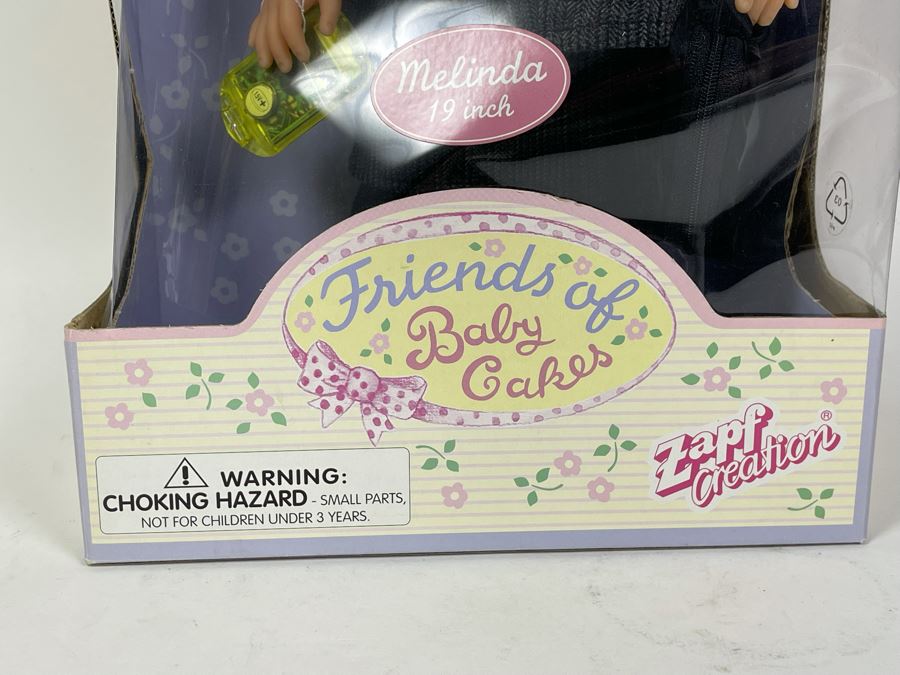 Melinda
19 inch
Friends of
Baby
Cakes
WARNING:
CHOKING HAZARD - SMALL PARTS,
NOT FOR CHILDREN UNDER 3 YEARS.
Zapf
Creation®